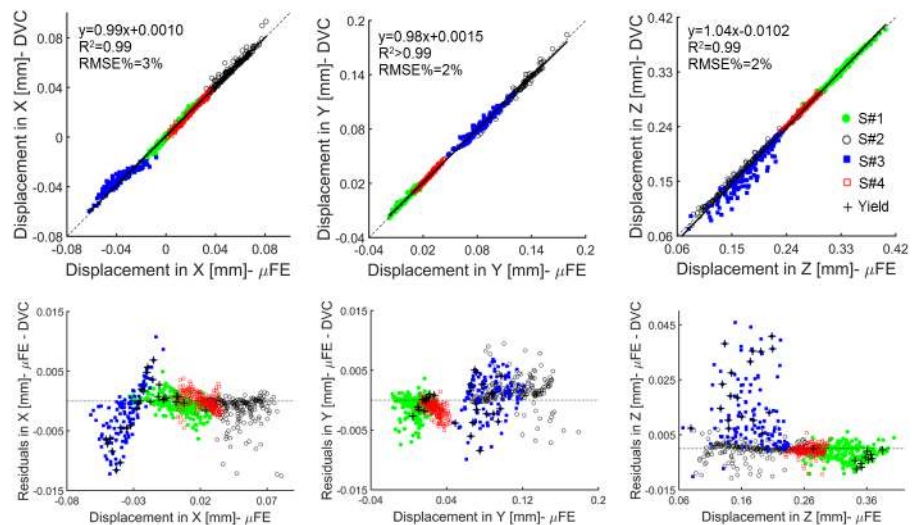 Displacement in X [mm]- DVC
0.08
0.04
0
-0.04
-0.08
y=0.99x+0.0010
R²=0.99
RMSE%=3%
-0.08 -0.04 0 0.04 0.08
Displacement in X [mm]- μFE
Displacement in Y [mm]- DVC
0.2
0.14
0.08
0.02
-0.04
y=0.98x+0.0015
R²>0.99
RMSE%=2%
-0.04 0.02 0.08 0.14 0.2
Displacement in Y [mm]- μFE
Displacement in Z [mm]- DVC
0.42
0.33
0.24
0.15
0.06
y=1.04x-0.0102
R²=0.99
RMSE%=2%
S#1
S#2
S#3
S#4
Yield
0.06 0.15 0.24 0.33 0.42
Displacement in Z [mm]- μFE
Residuals in X [mm]- μFE - DVC
0.015
0.005
-0.005
-0.015
-0.08 -0.03 0.02 0.07
Displacement in X [mm]- μFE
Residuals in Y [mm]- μFE - DVC
0.015
0.005
-0.005
-0.015
-0.04 0.04 0.12 0.2
Displacement in Y [mm]- μFE
Residuals in Z [mm]- μFE - DVC
0.045
0.025
0.005
-0.015
0.06 0.16 0.26 0.36
Displacement in Z [mm]- μFE